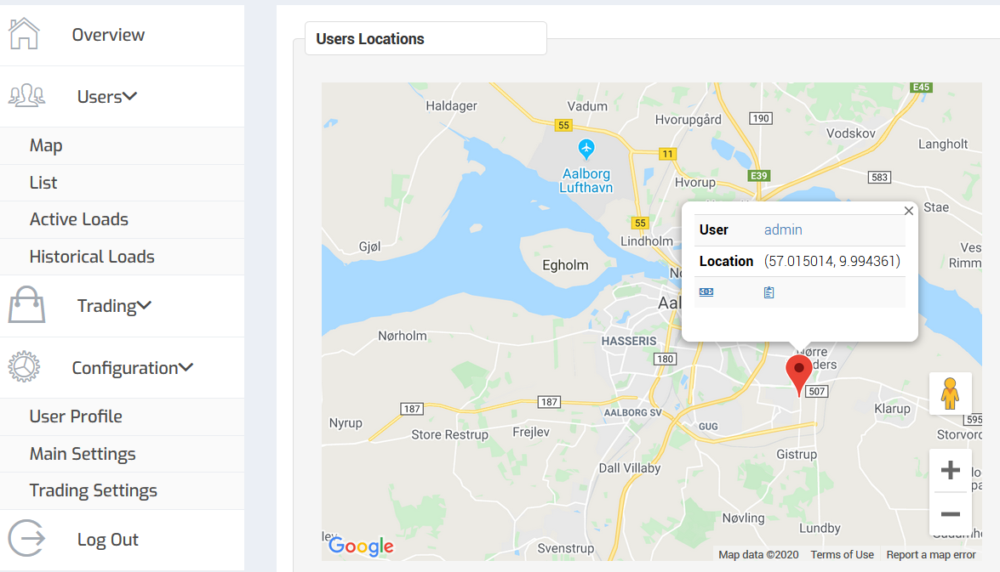 Overview
Users
Map
List
Active Loads
Historical Loads
Trading
Configuration
User Profile
Main Settings
Trading Settings
Log Out
Users Locations
E45
Haldager
Vadum
55
Hvorupgård
190
Vodskov
Langholt
11
Aalborg
Lufthavn
E39
583
Hvorup
Stae
55
Lindholm
Gjøl
Egholm
Ves
Rimm
User admin
Location (57.015014, 9.994361)
Aal
Nørholm
HASSERIS
180
Nørre
ders
507
187
187
AALBORG SV
Klarup
595
Nyrup
Store Restrup
Frejlev
GUG
Storvord
Gistrup
Dall Villaby
Nøvling
Lundby
Svenstrup
Google
Map data ©2020 Terms of Use Report a map error